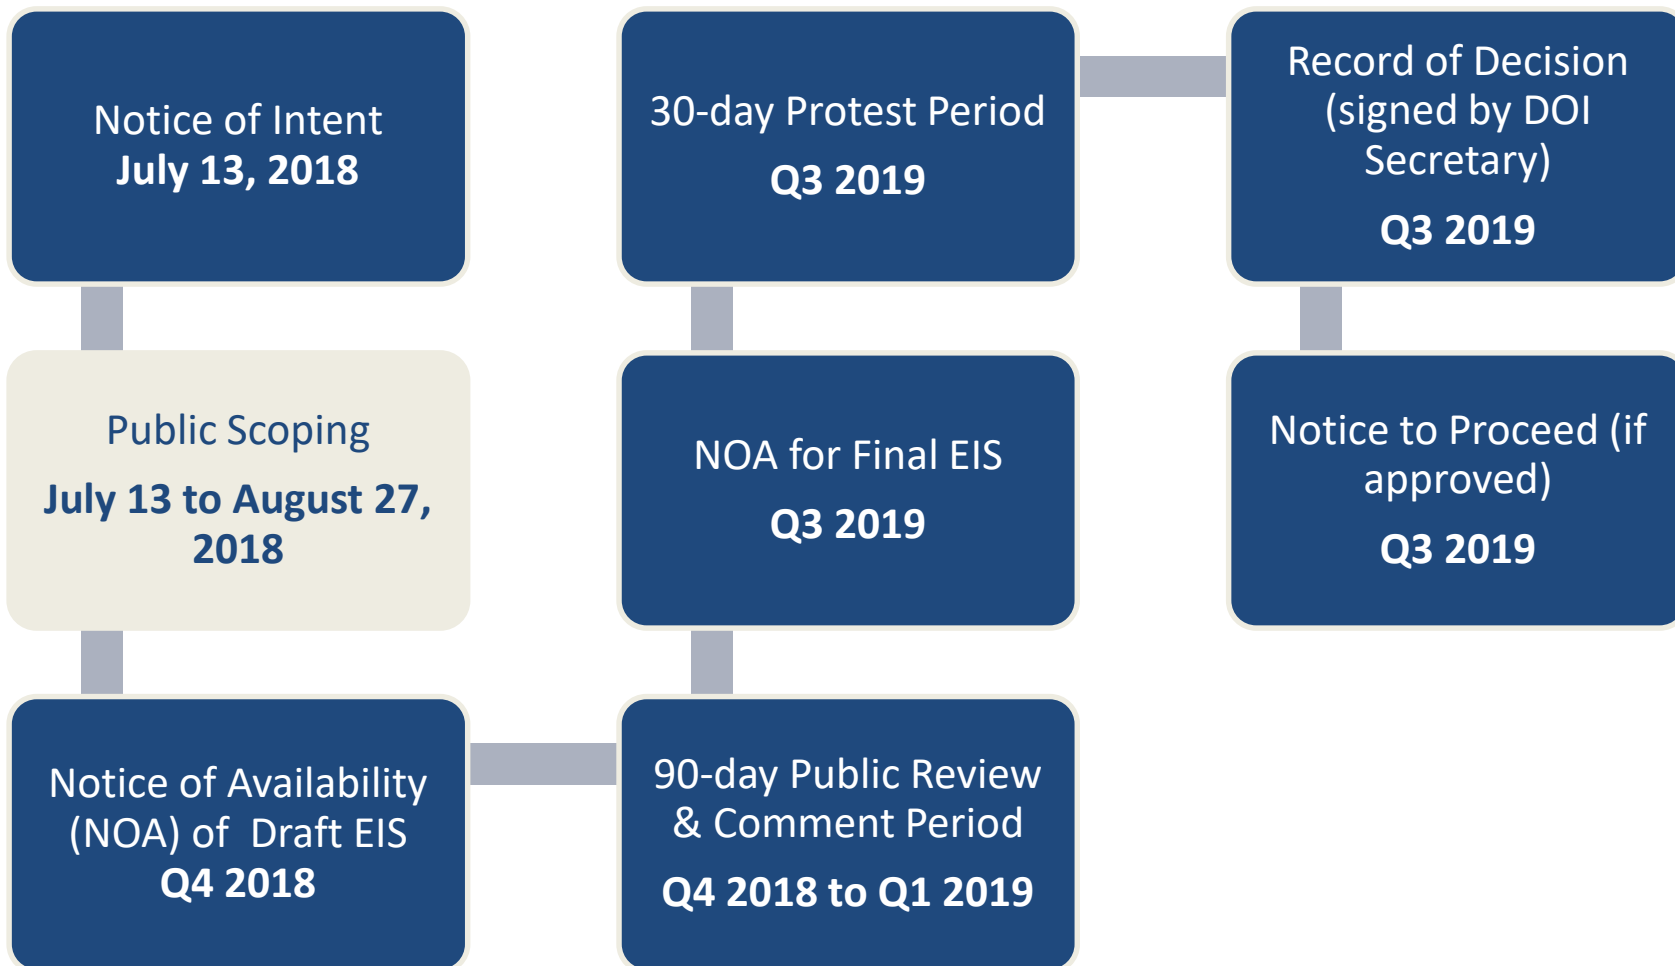 Notice of Intent
July 13, 2018
Public Scoping
July 13 to August 27,
2018
Notice of Availability
(NOA) of Draft EIS
Q4 2018
90-day Public Review
& Comment Period
Q4 2018 to Q1 2019
NOA for Final EIS
Q3 2019
30-day Protest Period
Q3 2019
Record of Decision
(signed by DOI
Secretary)
Q3 2019
Notice to Proceed (if
approved)
Q3 2019